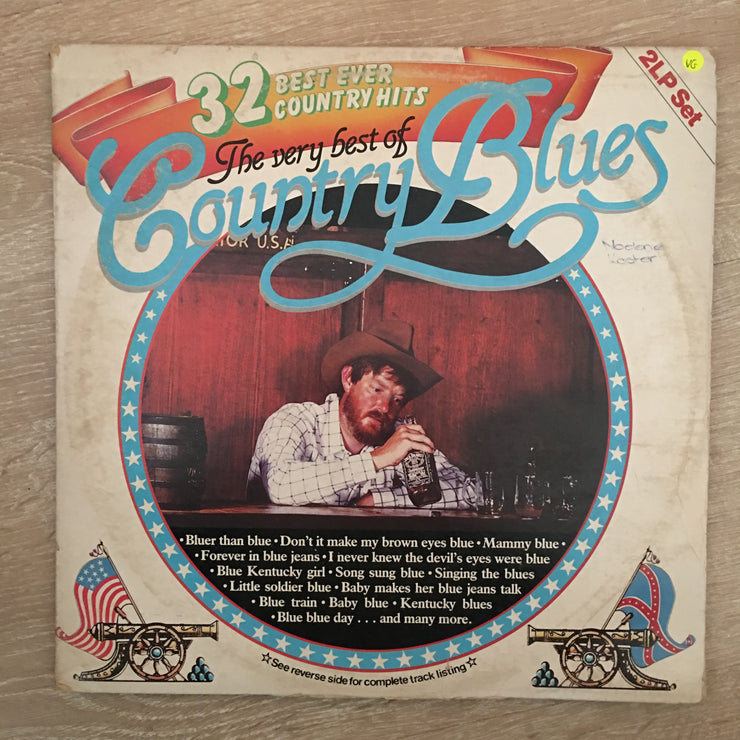 32 BEST EVER
COUNTRY HITS
2LP Set
VG
The very best of
Country Blues
U.S.A
Koster
• Bluer than blue • Don't it make my brown eyes blue • Mammy blue •
• Forever in blue jeans • I never knew the devil's eyes were blue
• Blue Kentucky girl • Song sung blue • Singing the blues
• Little soldier blue • Baby makes her blue jeans talk
• Blue train • Baby blue • Kentucky blues
• Blue blue day . . . and many more.
☆See reverse side for complete track listing☆